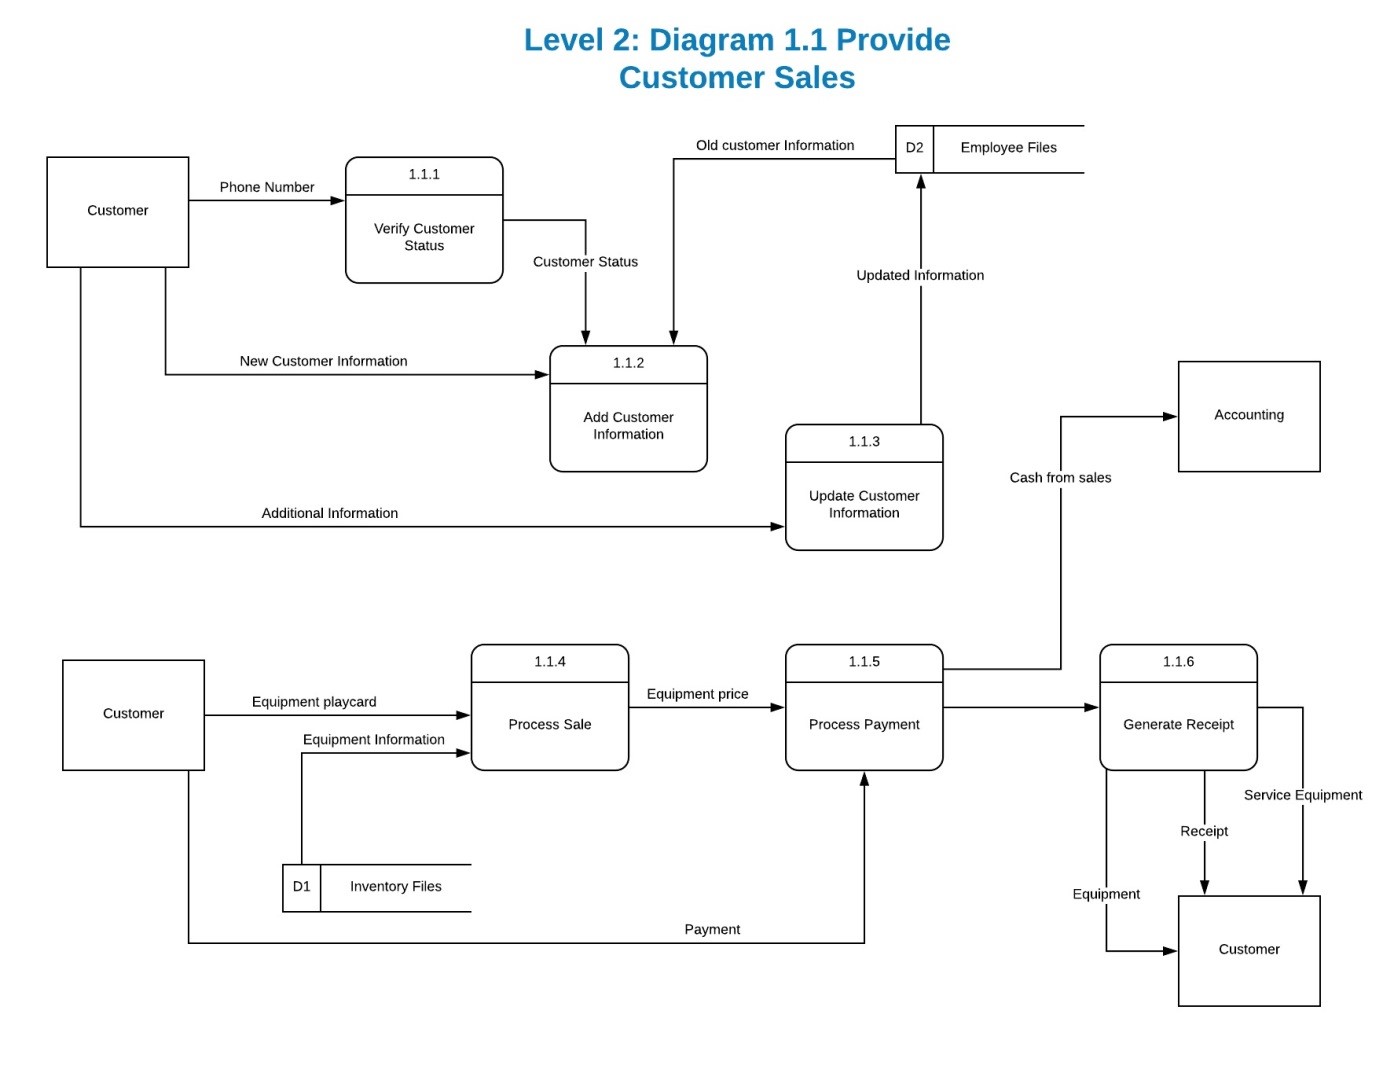 Level 2: Diagram 1.1 Provide
Customer Sales
Old customer Information
D2
Employee Files
Customer
Phone Number
1.1.1
Verify Customer
Status
Customer Status
Updated Information
New Customer Information
1.1.2
Add Customer
Information
Accounting
1.1.3
Update Customer
Information
Cash from sales
Additional Information
Customer
Equipment playcard
Equipment Information
1.1.4
Process Sale
Equipment price
1.1.5
Process Payment
1.1.6
Generate Receipt
Service Equipment
Receipt
Equipment
D1
Inventory Files
Payment
Customer